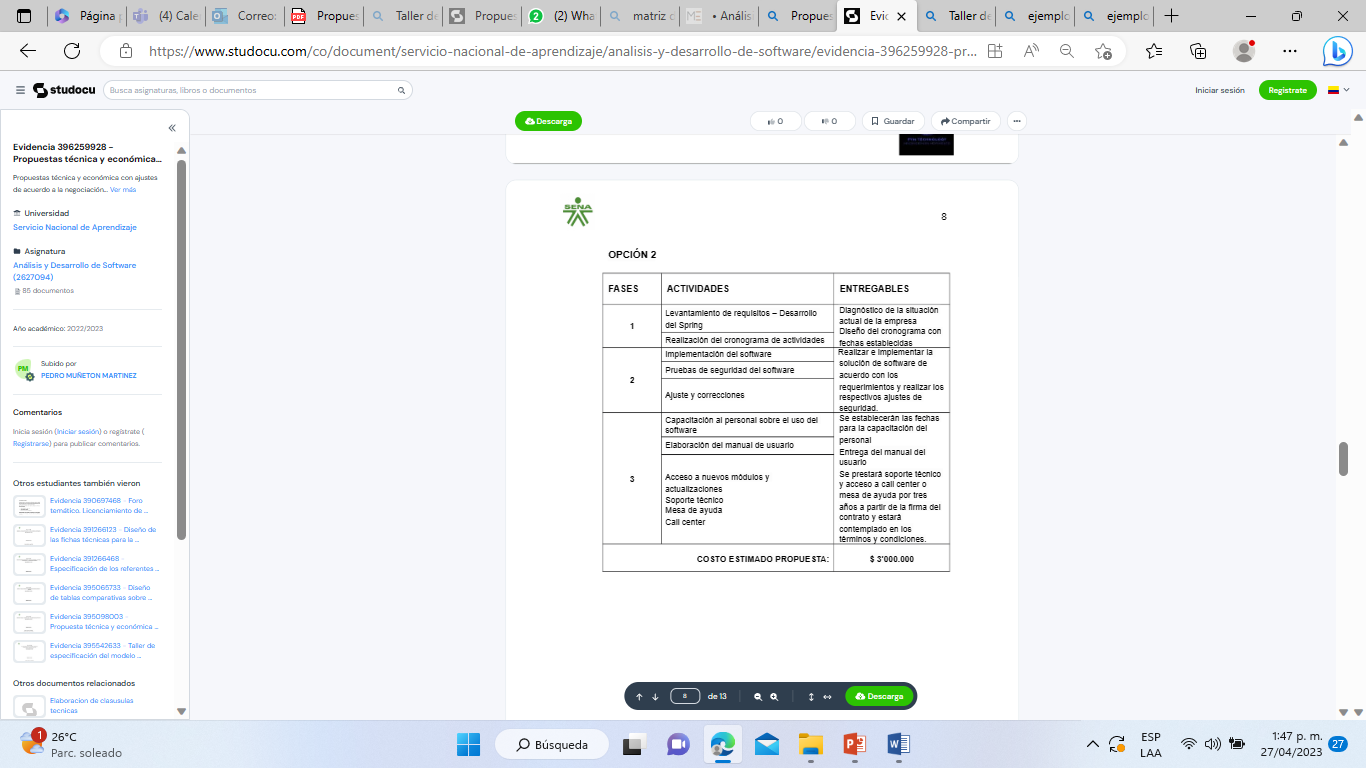 Página p
(4) Cale
Correo:
Propues
Taller de
Propues
(2) Wha
matriz d
• Anális
Propues
Evic
Taller de
ejemplo
ejemplo
https://www.studocu.com/co/document/servicio-nacional-de-aprendizaje/analisis-y-desarrollo-de-software/evidencia-396259928-pr...
studocu
Busca asignaturas, libros o documentos
Iniciar sesión
Regístrate
Descarga
0
0
Guardar
Compartir
Evidencia 396259928 -
Propuestas técnica y económica...
Propuestas técnica y económica con ajustes
de acuerdo a la negociación... Ver más
Universidad
Servicio Nacional de Aprendizaje
Asignatura
Análisis y Desarrollo de Software
(2627094)
85 documentos
Año académico: 2022/2023
PM
Subido por
PEDRO MUÑETON MARTINEZ
Comentarios
Inicia sesión (Iniciar sesión) o regístrate (
Registrarse) para publicar comentarios.
Otros estudiantes también vieron
Evidencia 390697468 - Foro
temático. Licenciamiento de ...
Evidencia 391266123 - Diseño de
las fichas técnicas para la ...
Evidencia 391266468 -
Especificación de los referentes ...
Evidencia 395065733 - Diseño
de tablas comparativas sobre ...
Evidencia 395098003 -
Propuesta técnica y económica ...
Evidencia 395542633 - Taller de
especificación del modelo ...
Otros documentos relacionados
Elaboracion de clasusulas
tecnicas
SENA
8
OPCIÓN 2
FASES
ACTIVIDADES
ENTREGABLES
1
Levantamiento de requisitos – Desarrollo
del Spring
Realización del cronograma de actividades
Diagnóstico de la situación
actual de la empresa
Diseño del cronograma con
fechas establecidas
2
Implementación del software
Pruebas de seguridad del software
Ajuste y correcciones
Realizar e implementar la
solución de software de
acuerdo con los
requerimientos y realizar los
respectivos ajustes de
seguridad.
3
Capacitación al personal sobre el uso del
software
Elaboración del manual de usuario
Acceso a nuevos módulos y
actualizaciones
Soporte técnico
Mesa de ayuda
Call center
Se establecerán las fechas
para la capacitación del
personal
Entrega del manual del
usuario
Se prestará soporte técnico
y acceso a call center o
mesa de ayuda por tres
años a partir de la firma del
contrato y estará
contemplado en los
términos y condiciones.
COSTO ESTIMADO PROPUESTA:
$ 3'000.000
8
de 13
Descarga
1
26°C
Parc. soleado
Búsqueda
ESP
LAA
1:47 p. m.
27/04/2023
27